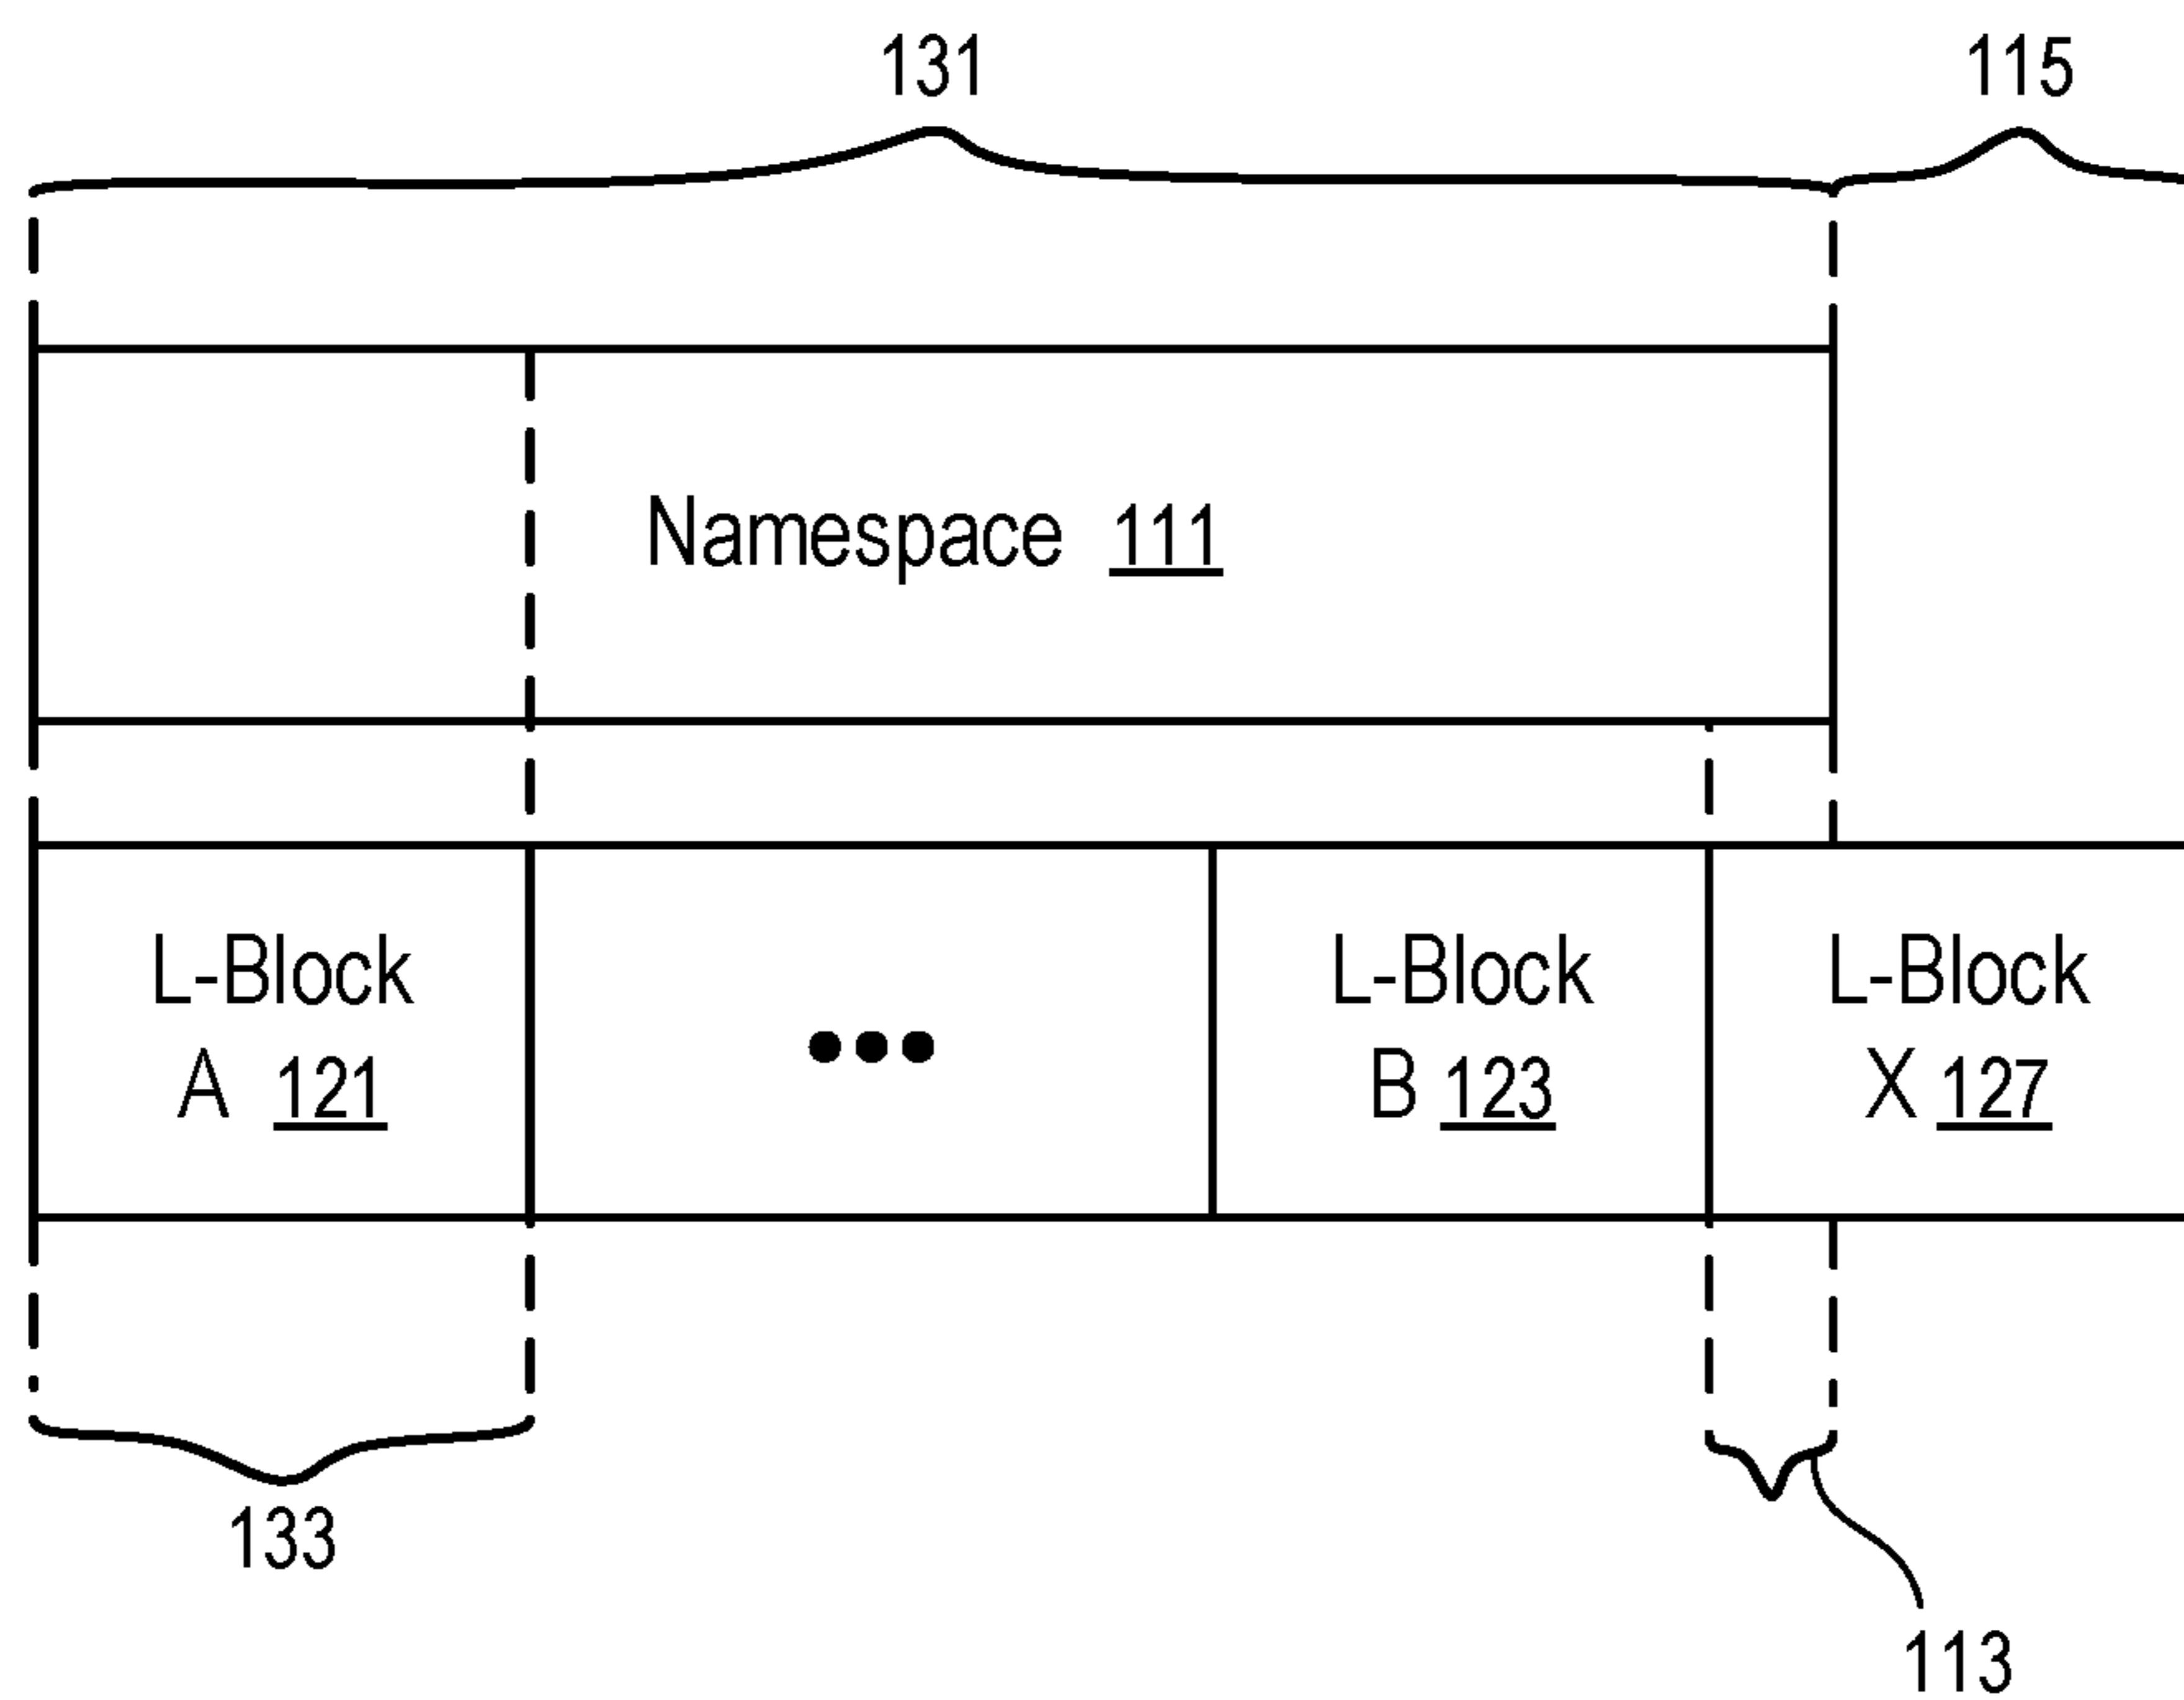 131
115
Namespace 111
L-Block
A 121
•••
L-Block
B 123
L-Block
X 127
133
113